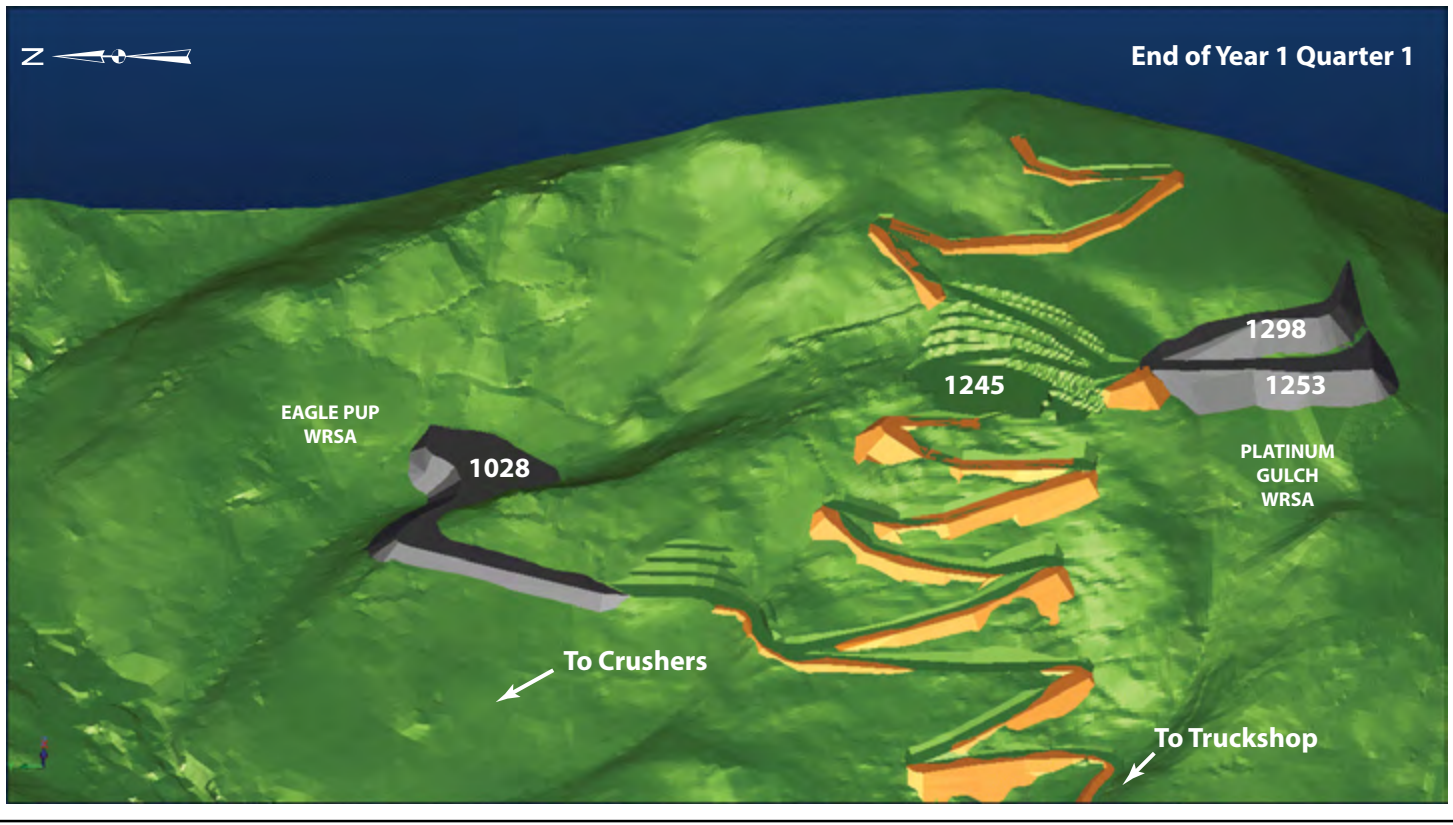 N
End of Year 1 Quarter 1
1298
1245
1253
EAGLE PUP
WRSA
1028
PLATINUM
GULCH
WRSA
To Crushers
To Truckshop